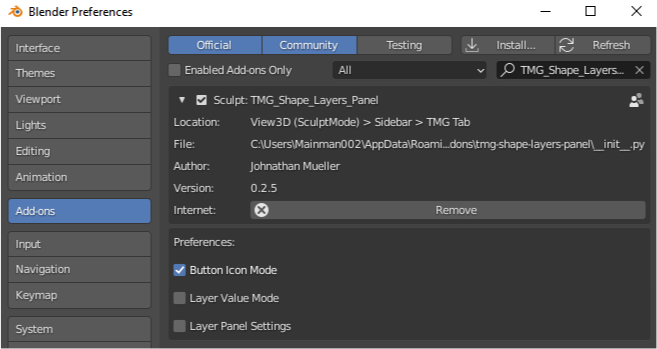 Blender Preferences
Interface
Themes
Viewport
Lights
Editing
Animation
Add-ons
Input
Navigation
Keymap
System
Official Community Testing Install... Refresh
Enabled Add-ons Only All TMG_Shape_Layers...
Sculpt: TMG_Shape_Layers_Panel
Location: View3D (SculptMode) > Sidebar > TMG Tab
File: C:\Users\Mainman002\AppData\Roami...dons\tmg-shape-layers-panel\__init__.py
Author: Johnathan Mueller
Version: 0.2.5
Internet: Remove
Preferences:
Button Icon Mode
Layer Value Mode
Layer Panel Settings